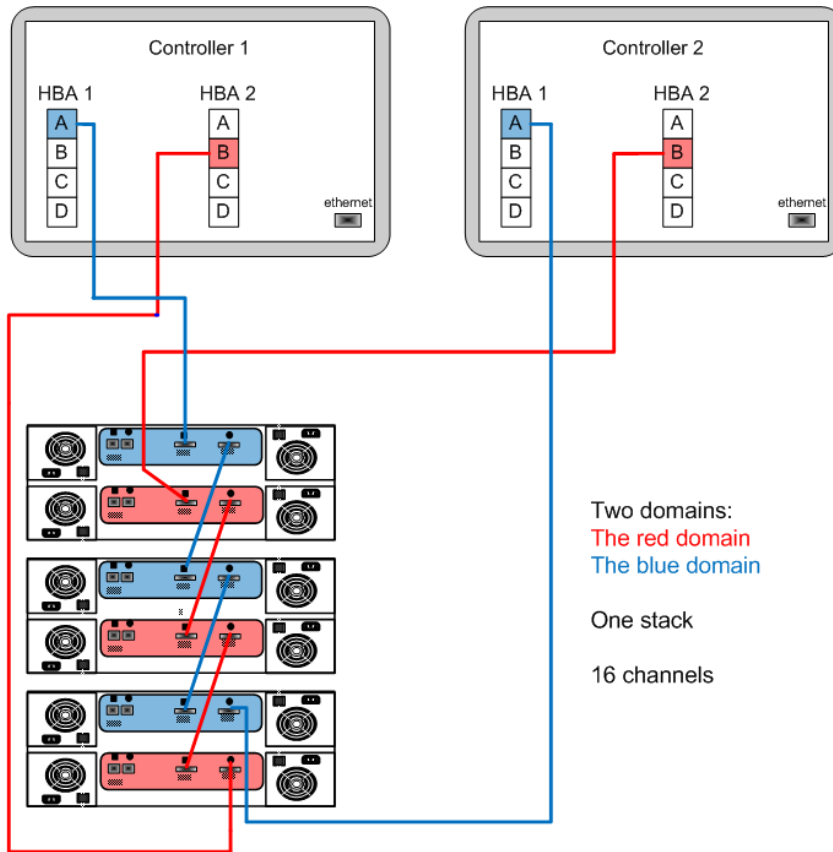 Controller 1
HBA 1
HBA 2
A
B
C
D
A
B
C
D
ethernet
Controller 2
HBA 1
HBA 2
A
B
C
D
A
B
C
D
ethernet
Two domains:
The red domain
The blue domain
One stack
16 channels